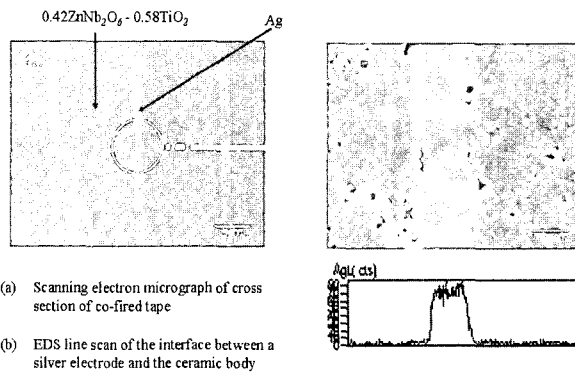 0.42ZnNb₂O₆ - 0.58TiO₂
Ag
(a) Scanning electron micrograph of cross
section of co-fired tape
(b) EDS line scan of the interface between a
silver electrode and the ceramic body
AgL( cts)